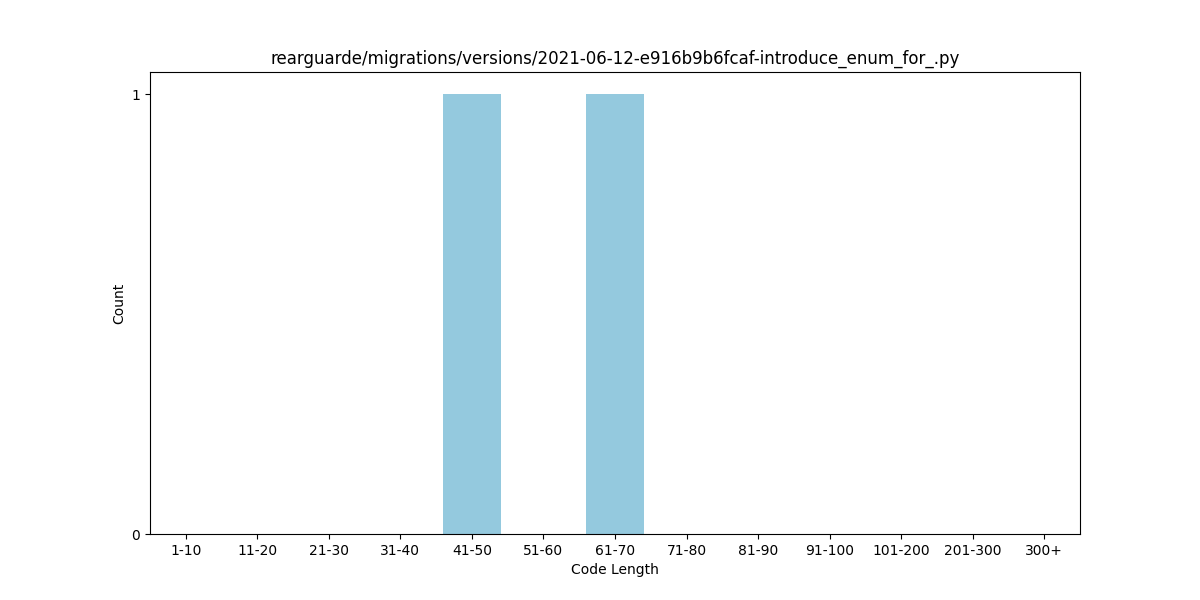 rearguarde/migrations/versions/2021-06-12-e916b9b6fcaf-introduce_enum_for_.py
Count
1
0
1-10 11-20 21-30 31-40 41-50 51-60 61-70 71-80 81-90 91-100 101-200 201-300 300+
Code Length